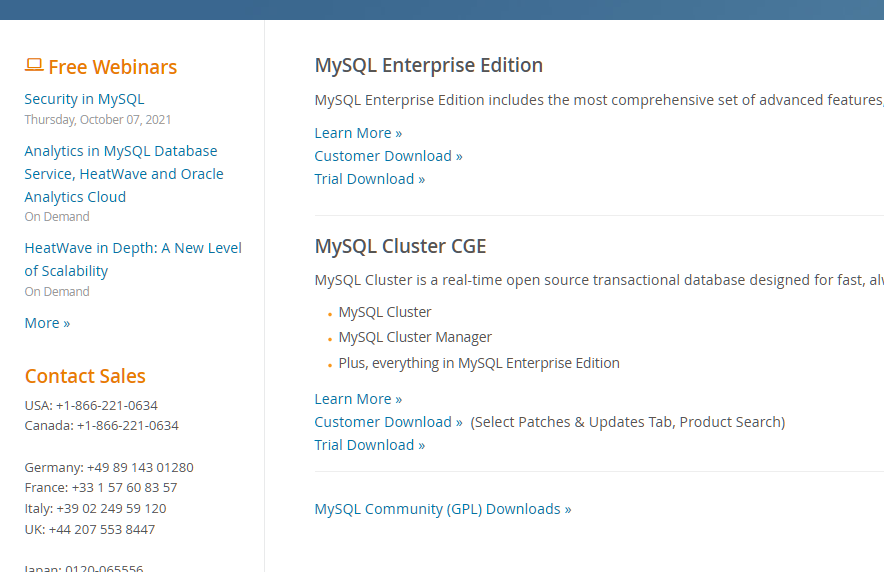 Free Webinars
Security in MySQL
Thursday, October 07, 2021
Analytics in MySQL Database
Service, HeatWave and Oracle
Analytics Cloud
On Demand
HeatWave in Depth: A New Level
of Scalability
On Demand
More »
Contact Sales
USA: +1-866-221-0634
Canada: +1-866-221-0634
Germany: +49 89 143 01280
France: +33 1 57 60 83 57
Italy: +39 02 249 59 120
UK: +44 207 553 8447
Japan: 0120-065556
MySQL Enterprise Edition
MySQL Enterprise Edition includes the most comprehensive set of advanced features,
Learn More »
Customer Download »
Trial Download »
MySQL Cluster CGE
MySQL Cluster is a real-time open source transactional database designed for fast,
• MySQL Cluster
• MySQL Cluster Manager
• Plus, everything in MySQL Enterprise Edition
Learn More »
Customer Download » (Select Patches & Updates Tab, Product Search)
Trial Download »
MySQL Community (GPL) Downloads »